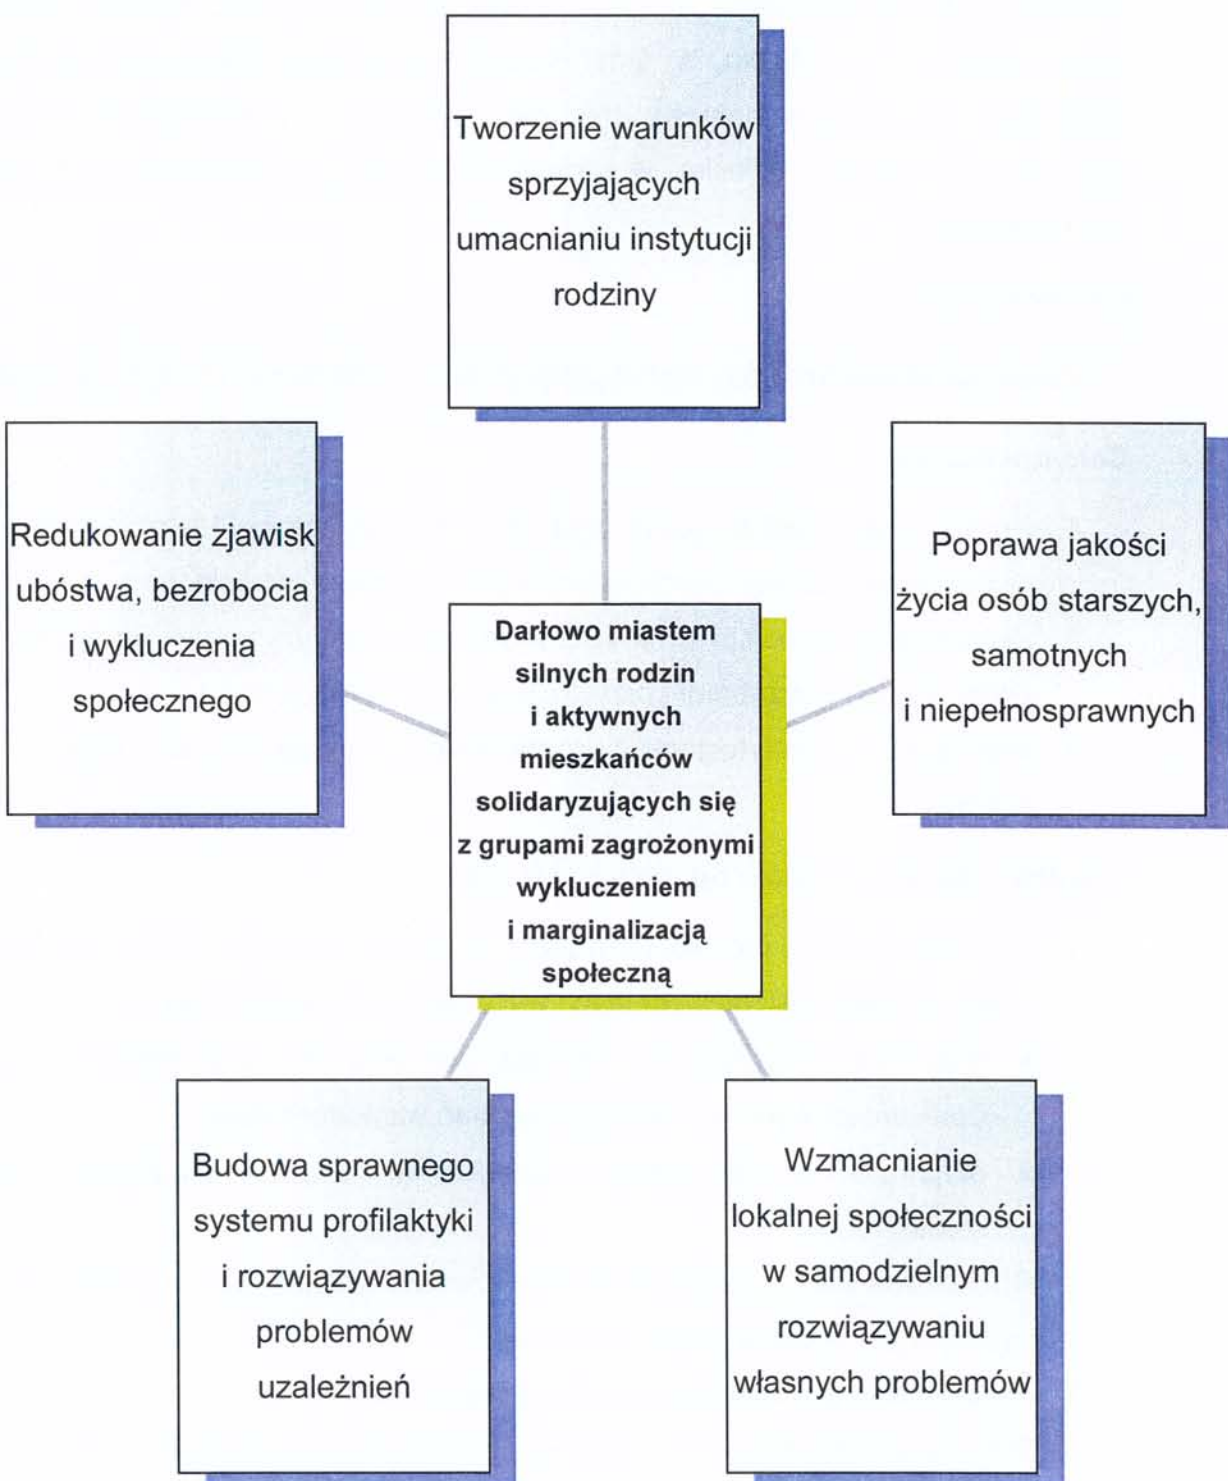 Tworzenie warunków
sprzyjających
umacnianiu instytucji
rodziny
Redukowanie zjawisk
ubóstwa, bezrobocia
i wykluczenia
społecznego
Poprawa jakości
życia osób starszych,
samotnych
i niepełnosprawnych
Darłowo miastem
silnych rodzin
i aktywnych
mieszkańców
solidaryzujących się
z grupami zagrożonymi
wykluczeniem
i marginalizacją
społeczną
Budowa sprawnego
systemu profilaktyki
i rozwiązywania
problemów
uzależnień
Wzmacnianie
lokalnej społeczności
w samodzielnym
rozwiązywaniu
własnych problemów